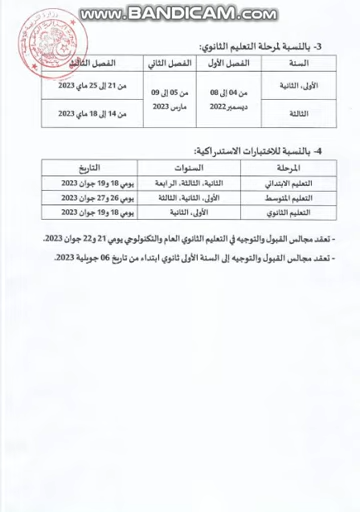 WWW.BANDICAM.COM
3- بالنسبة لمرحلة التعليم الثانوي:
السنة الفصل الأول الفصل الثاني الفصل الثالث
الأولى، الثانية من 04 إلى 08 ديسمبر2022 من 05 إلى 09 مارس 2023 من 21 إلى 25 ماي 2023
الثالثة من 14 إلى 18 ماي 2023
4- بالنسبة للاختبارات الاستدراكية:
المرحلة السنوات التاريخ
التعليم الابتدائي الثانية، الثالثة، الرابعة يومي 18 و19 جوان 2023
التعليم المتوسط الأولى، الثانية، الثالثة يومي 26 و27 جوان 2023
التعليم الثانوي الأولى، الثانية يومي 18 و19 جوان 2023
- تعقد مجالس القبول والتوجيه في التعليم الثانوي العام والتكنولوجي يومي 21 و22 جوان 2023.
- تعقد مجالس القبول والتوجيه إلى السنة الأولى ثانوي ابتداء من تاريخ 06 جويلية 2023.